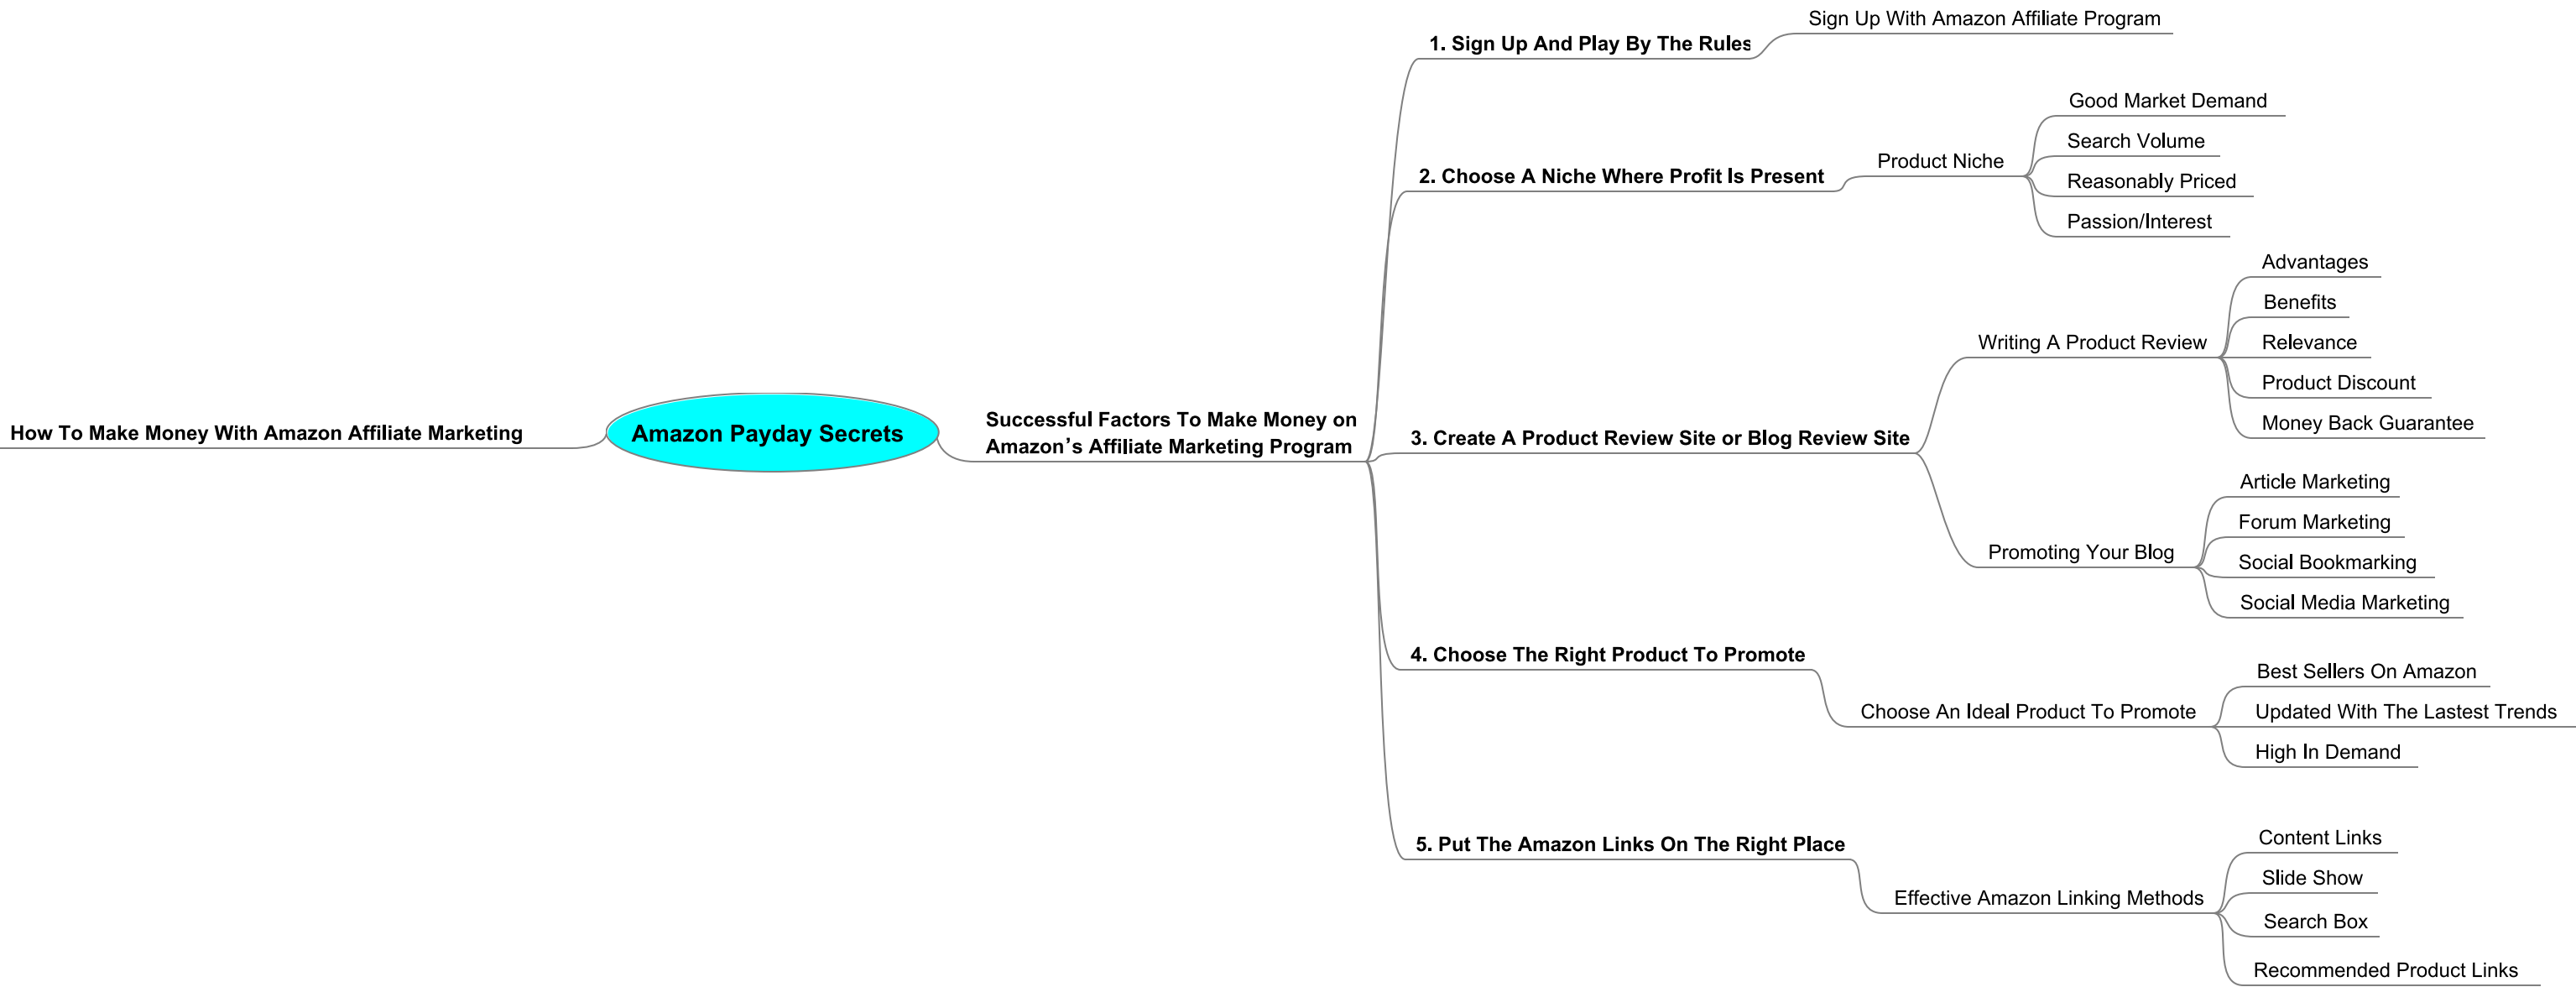 How To Make Money With Amazon Affiliate Marketing
Amazon Payday Secrets
Successful Factors To Make Money on
Amazon's Affiliate Marketing Program
1. Sign Up And Play By The Rules
Sign Up With Amazon Affiliate Program
2. Choose A Niche Where Profit Is Present
Product Niche
Good Market Demand
Search Volume
Reasonably Priced
Passion/Interest
3. Create A Product Review Site or Blog Review Site
Writing A Product Review
Advantages
Benefits
Relevance
Product Discount
Money Back Guarantee
Promoting Your Blog
Article Marketing
Forum Marketing
Social Bookmarking
Social Media Marketing
4. Choose The Right Product To Promote
Choose An Ideal Product To Promote
Best Sellers On Amazon
Updated With The Lastest Trends
High In Demand
5. Put The Amazon Links On The Right Place
Effective Amazon Linking Methods
Content Links
Slide Show
Search Box
Recommended Product Links